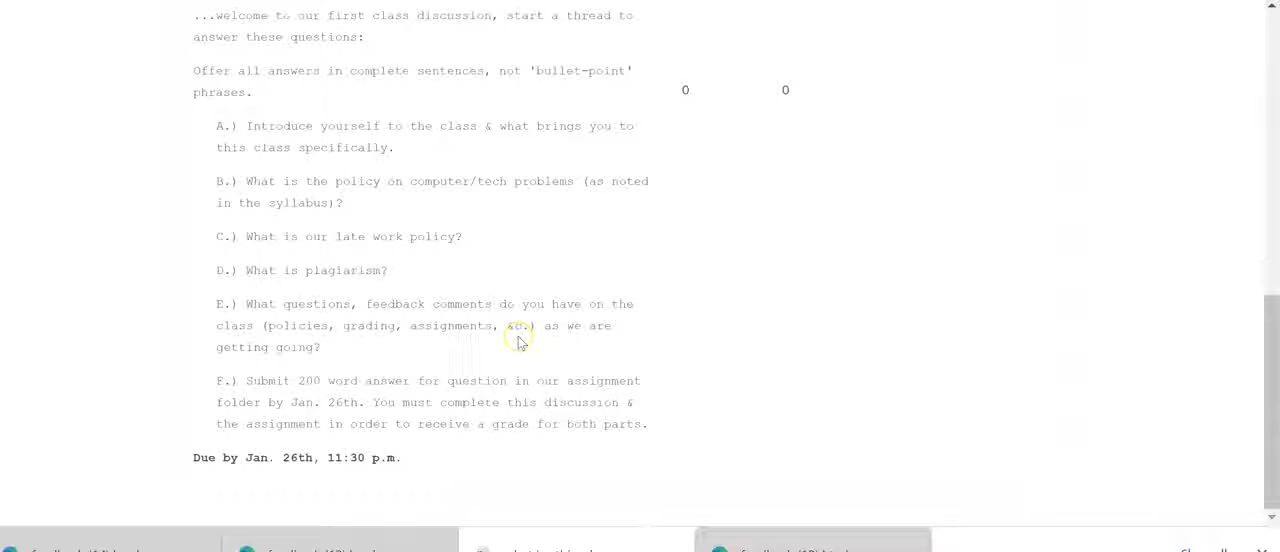 ...welcome to our first class discussion, start a thread to
answer these questions:
Offer all answers in complete sentences, not 'bullet-point'
phrases.
0 0
A.) Introduce yourself to the class & what brings you to
this class specifically.
B.) What is the policy on computer/tech problems (as noted
in the syllabus)?
C.) What is our late work policy?
D.) What is plagiarism?
E.) What questions, feedback comments do you have on the
class (policies, grading, assignments, &c.) as we are
getting going?
F.) Submit 200 word answer for question in our assignment
folder by Jan. 26th. You must complete this discussion &
the assignment in order to receive a grade for both parts.
Due by Jan. 26th, 11:30 p.m.